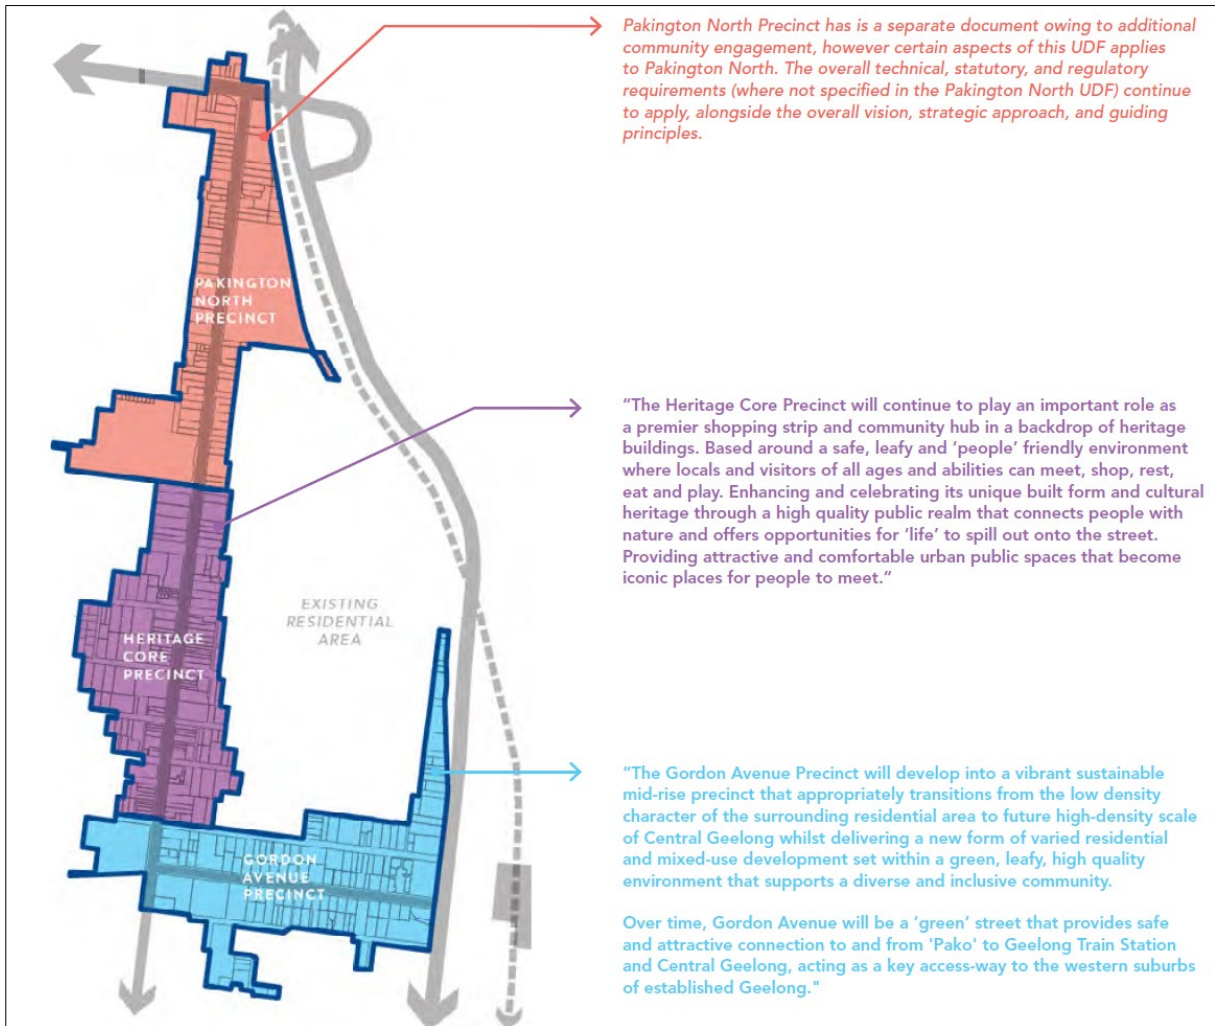 Pakington North Precinct has is a separate document owing to additional
community engagement, however certain aspects of this UDF applies
to Pakington North. The overall technical, statutory, and regulatory
requirements (where not specified in the Pakington North UDF) continue
to apply, alongside the overall vision, strategic approach, and guiding
principles.
PAKINGTON
NORTH
PRECINCT
“The Heritage Core Precinct will continue to play an important role as
a premier shopping strip and community hub in a backdrop of heritage
buildings. Based around a safe, leafy and ‘people’ friendly environment
where locals and visitors of all ages and abilities can meet, shop, rest,
eat and play. Enhancing and celebrating its unique built form and cultural
heritage through a high quality public realm that connects people with
nature and offers opportunities for ‘life’ to spill out onto the street.
Providing attractive and comfortable urban public spaces that become
iconic places for people to meet.“
EXISTING
RESIDENTIAL
AREA
HERITAGE
CORE
PRECINCT
“The Gordon Avenue Precinct will develop into a vibrant sustainable
mid-rise precinct that appropriately transitions from the low density
character of the surrounding residential area to future high-density scale
of Central Geelong whilst delivering a new form of varied residential
and mixed-use development set within a green, leafy, high quality
environment that supports a diverse and inclusive community.
GORDON
AVENUE
PRECINCT
Over time, Gordon Avenue will be a ‘green’ street that provides safe
and attractive connection to and from 'Pako' to Geelong Train Station
and Central Geelong, acting as a key access-way to the western suburbs
of established Geelong."